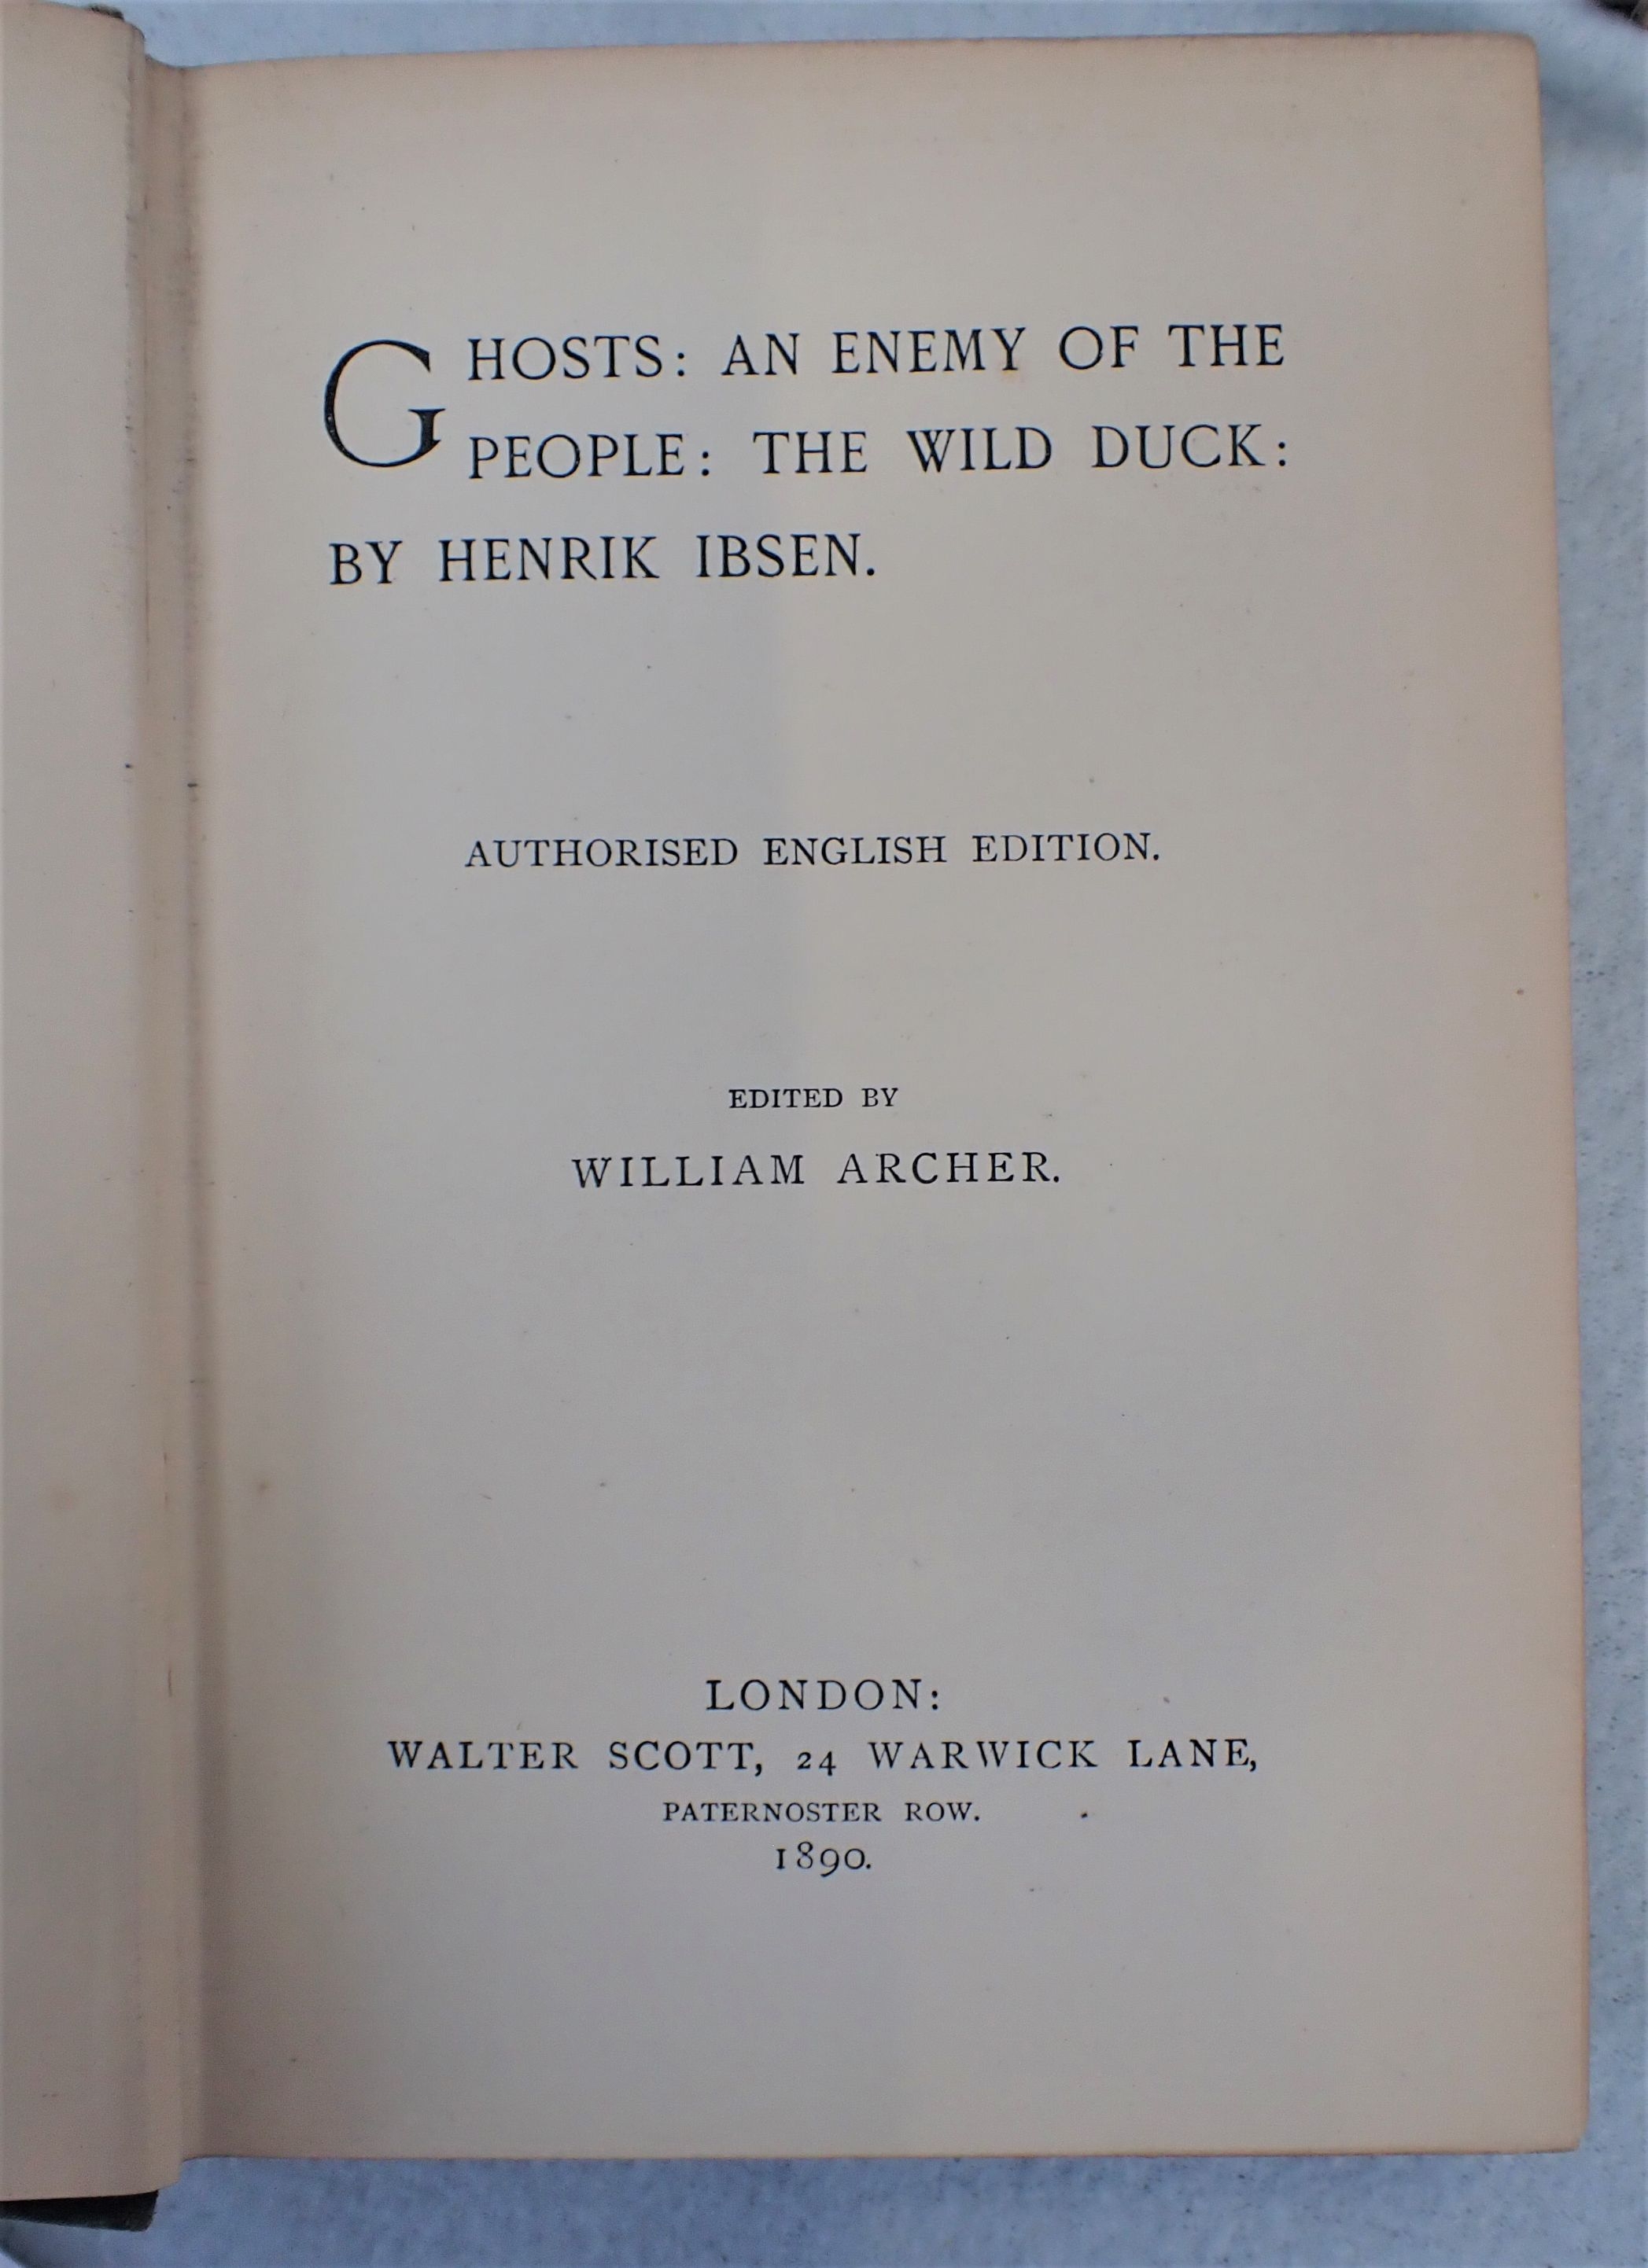 GHOSTS: AN ENEMY OF THE
PEOPLE: THE WILD DUCK:
BY HENRIK IBSEN.
AUTHORISED ENGLISH EDITION.
EDITED BY
WILLIAM ARCHER.
LONDON:
WALTER SCOTT, 24 WARWICK LANE,
PATERNOSTER ROW.
1890.